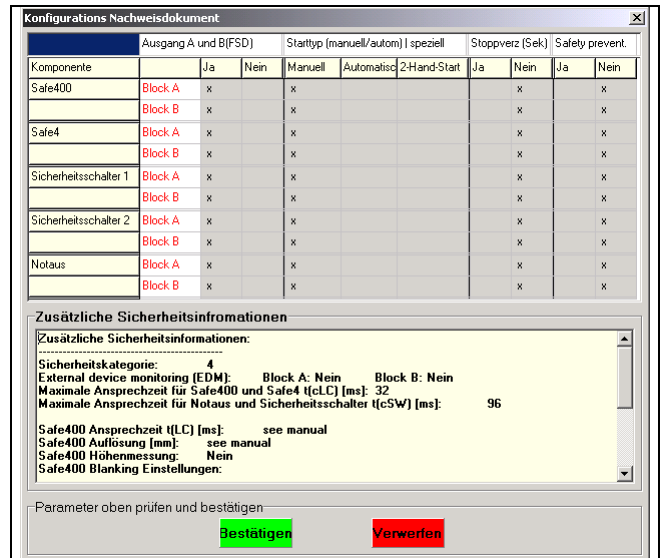 Konfigurations Nachweisdokument
Ausgang A und B(FSD) Starttyp (manuell/autom) | speziell Stoppverz (Sek) Safety prevent.
Komponente Ja Nein Manuell Automatisc 2-Hand-Start Ja Nein Ja Nein
Safe400 Block A x x x x
Block B x x x x
Safe4 Block A x x x x
Block B x x x x
Sicherheitsschalter 1 Block A x x x x
Block B x x x x
Sicherheitsschalter 2 Block A x x x x
Block B x x x x
Notaus Block A x x x x
Block B x x x x
Zusätzliche Sicherheitsinfromationen
Zusätzliche Sicherheitsinformationen:
----------------------------------------------
Sicherheitskategorie: 4
External device monitoring (EDM): Block A: Nein Block B: Nein
Maximale Ansprechzeit für Safe400 und Safe4 t(cLC) [ms]: 32
Maximale Ansprechzeit für Notaus und Sicherheitsschalter t(cSW) [ms]: 96
Safe400 Ansprechzeit t(LC) [ms]: see manual
Safe400 Auflösung [mm]: see manual
Safe400 Höhenmessung: Nein
Safe400 Blanking Einstellungen:
Parameter oben prüfen und bestätigen
Bestätigen Verwerfen